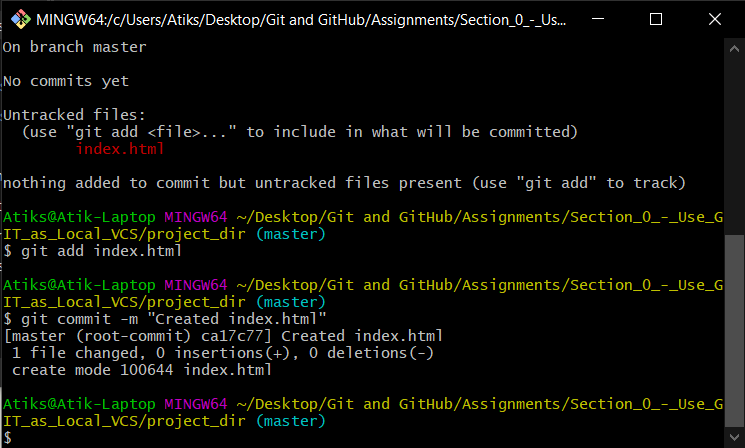 MINGW64:/c/Users/Atiks/Desktop/Git and GitHub/Assignments/Section_0_-_Us...
On branch master
No commits yet
Untracked files:
  (use "git add <file>..." to include in what will be committed)
        index.html
nothing added to commit but untracked files present (use "git add" to track)
Atiks@Atik-Laptop MINGW64 ~/Desktop/Git and GitHub/Assignments/Section_0_-_Use_G
IT_as_Local_VCS/project_dir (master)
$ git add index.html
Atiks@Atik-Laptop MINGW64 ~/Desktop/Git and GitHub/Assignments/Section_0_-_Use_G
IT_as_Local_VCS/project_dir (master)
$ git commit -m "Created index.html"
[master (root-commit) ca17c77] Created index.html
 1 file changed, 0 insertions(+), 0 deletions(-)
 create mode 100644 index.html
Atiks@Atik-Laptop MINGW64 ~/Desktop/Git and GitHub/Assignments/Section_0_-_Use_G
IT_as_Local_VCS/project_dir (master)
$